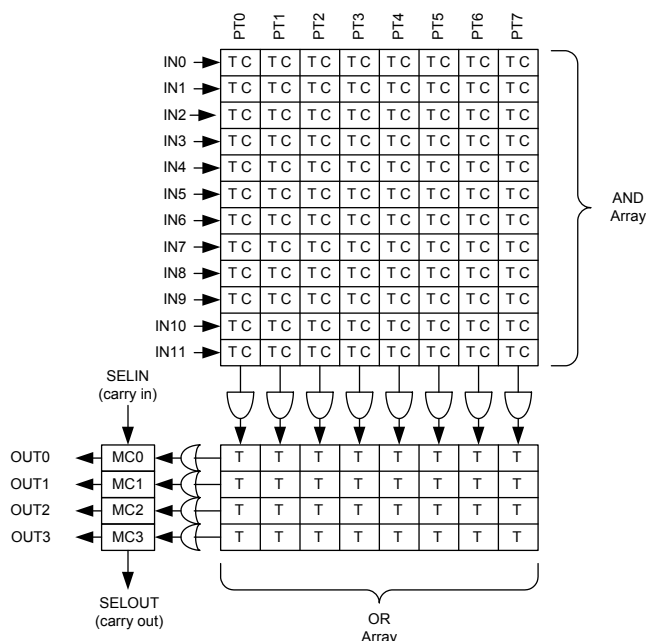 PT0 PT1 PT2 PT3 PT4 PT5 PT6 PT7
IN0 T C T C T C T C T C T C T C T C
IN1 T C T C T C T C T C T C T C T C
IN2 T C T C T C T C T C T C T C T C
IN3 T C T C T C T C T C T C T C T C
IN4 T C T C T C T C T C T C T C T C
IN5 T C T C T C T C T C T C T C T C
IN6 T C T C T C T C T C T C T C T C
IN7 T C T C T C T C T C T C T C T C
IN8 T C T C T C T C T C T C T C T C
IN9 T C T C T C T C T C T C T C T C
IN10 T C T C T C T C T C T C T C T C
IN11 T C T C T C T C T C T C T C T C
AND
Array
SELIN
(carry in)
OUT0 MC0 T T T T T T T T
OUT1 MC1 T T T T T T T T
OUT2 MC2 T T T T T T T T
OUT3 MC3 T T T T T T T T
SELOUT
(carry out)
OR
Array